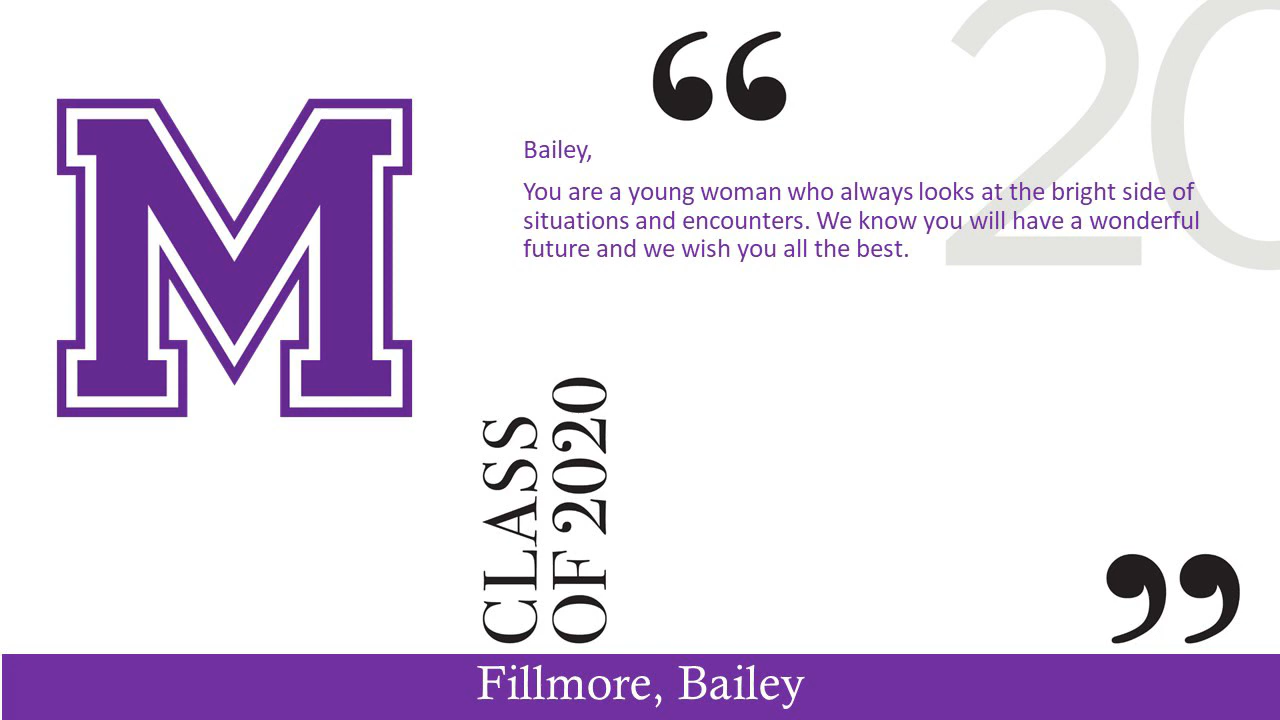 20
M
Bailey,
You are a young woman who always looks at the bright side of
situations and encounters. We know you will have a wonderful
future and we wish you all the best.
CLASS
OF 2020
Fillmore, Bailey